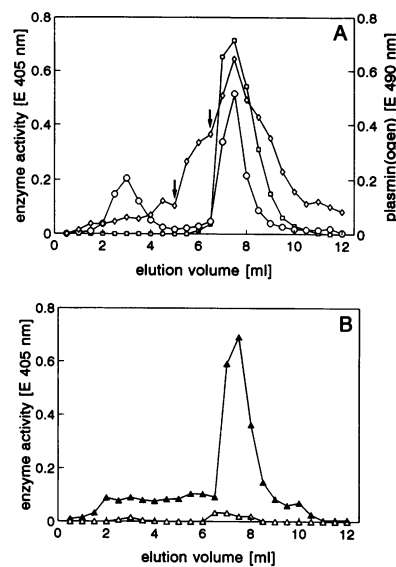 A
enzyme activity [E 405 nm]
plasmin(ogen) [E 490 nm]
0.8
0.6
0.4
0.2
0
0.8
0.6
0.4
0.2
0
0 2 4 6 8 10 12
elution volume [ml]
B
enzyme activity [E 405 nm]
0.8
0.6
0.4
0.2
0
0 2 4 6 8 10 12
elution volume [ml]